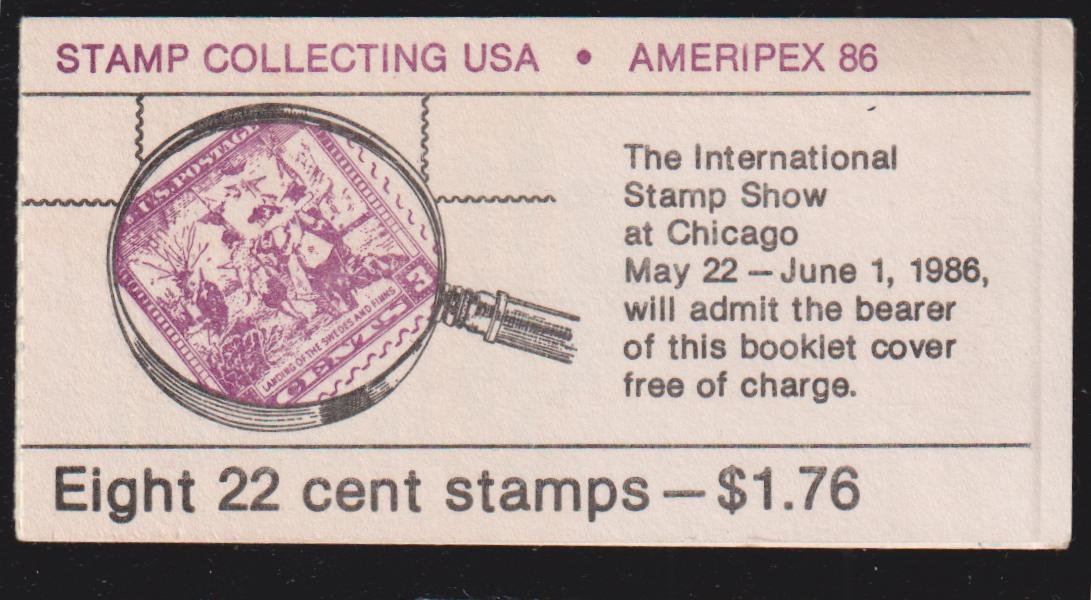 STAMP COLLECTING USA • AMERIPEX 86
U.S. POSTAGE
3
LANDING OF THE SWEDES AND FINNS
CENTS
The International
Stamp Show
at Chicago
May 22 — June 1, 1986,
will admit the bearer
of this booklet cover
free of charge.
Eight 22 cent stamps — $1.76